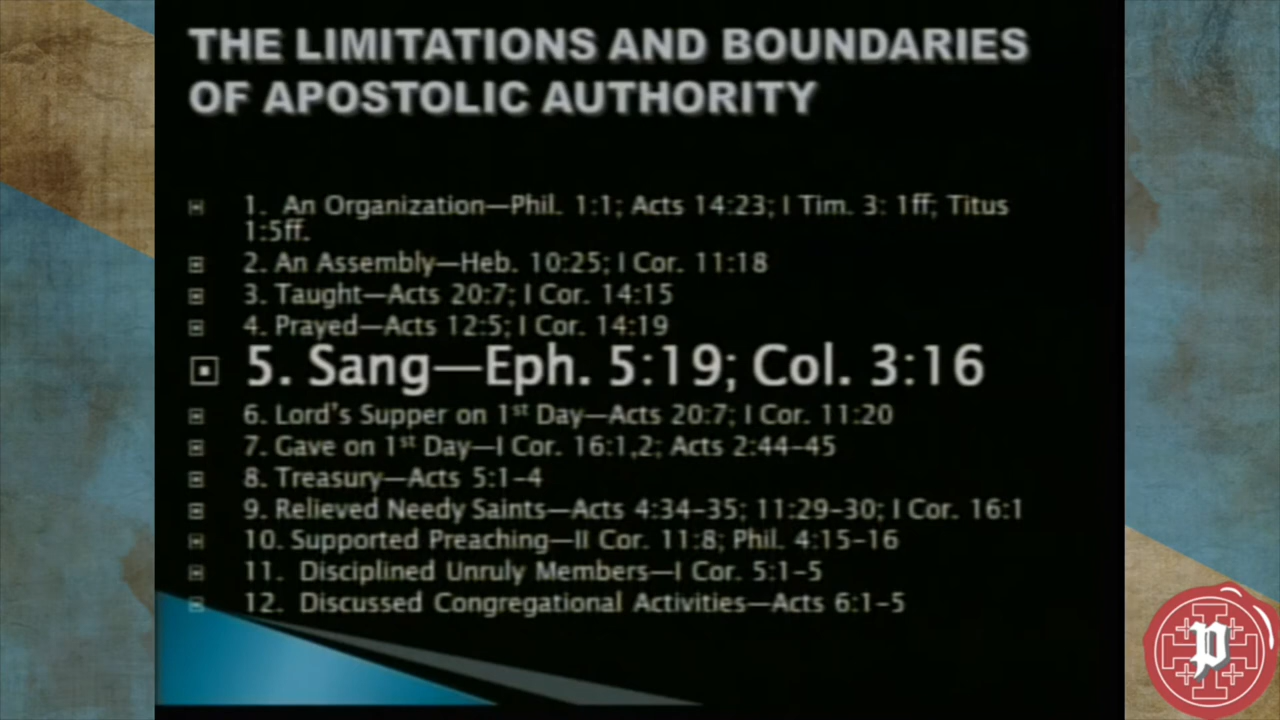 THE LIMITATIONS AND BOUNDARIES
OF APOSTOLIC AUTHORITY
1. An Organization—Phil. 1:1; Acts 14:23; I Tim. 3: 1ff; Titus
1:5ff.
2. An Assembly—Heb. 10:25; I Cor. 11:18
3. Taught—Acts 20:7; I Cor. 14:15
4. Prayed—Acts 12:5; I Cor. 14:19
5. Sang—Eph. 5:19; Col. 3:16
6. Lord's Supper on 1st Day—Acts 20:7; I Cor. 11:20
7. Gave on 1st Day—I Cor. 16:1,2; Acts 2:44-45
8. Treasury—Acts 5:1-4
9. Relieved Needy Saints—Acts 4:34-35; 11:29-30; I Cor. 16:1
10. Supported Preaching—II Cor. 11:8; Phil. 4:15-16
11. Disciplined Unruly Members—I Cor. 5:1-5
12. Discussed Congregational Activities—Acts 6:1-5
p